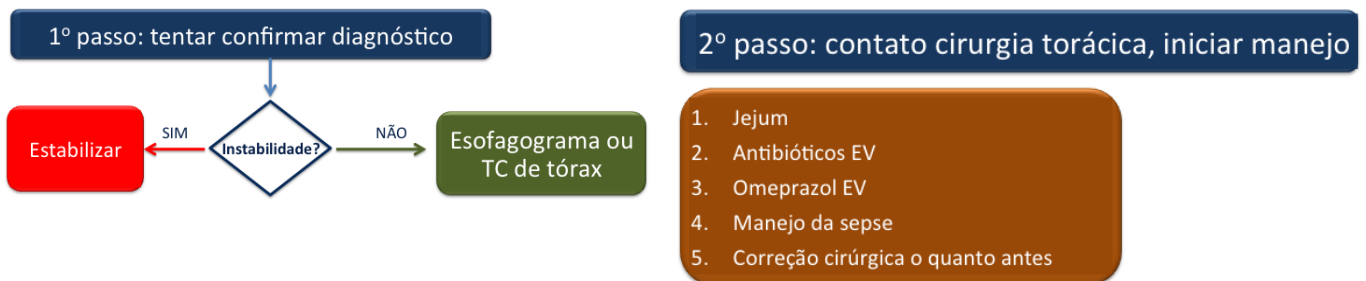 1º passo: tentar confirmar diagnóstico
Estabilizar
SIM
Instabilidade?
NÃO
Esofagograma ou
TC de tórax
2º passo: contato cirurgia torácica, iniciar manejo
1. Jejum
2. Antibióticos EV
3. Omeprazol EV
4. Manejo da sepse
5. Correção cirúrgica o quanto antes